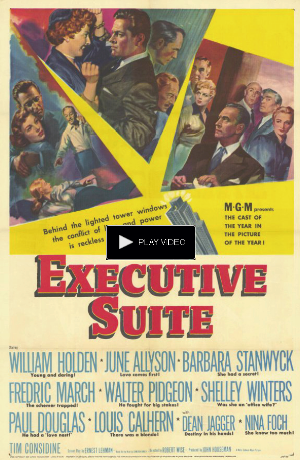 M-G-M presents
THE CAST OF
THE YEAR IN
THE PICTURE
OF THE YEAR!
Behind the lighted tower windows
the conflict of and power
is reckless
PLAY VIDEO
EXECUTIVE
SUITE
WILLIAM HOLDEN · JUNE ALLYSON · BARBARA STANWYCK
Young and daring! Love comes first! She had a secret!
FREDRIC MARCH · WALTER PIDGEON · SHELLEY WINTERS
The schemer trapped! He fought for big stakes! Was she an "office wife"?
PAUL DOUGLAS · LOUIS CALHERN · with DEAN JAGGER · NINA FOCH
He had a "love nest"! There was a blonde! Destiny in his hands! She knew too much!
TIM CONSIDINE ERNEST LEHMAN ROBERT WISE JOHN HOUSEMAN